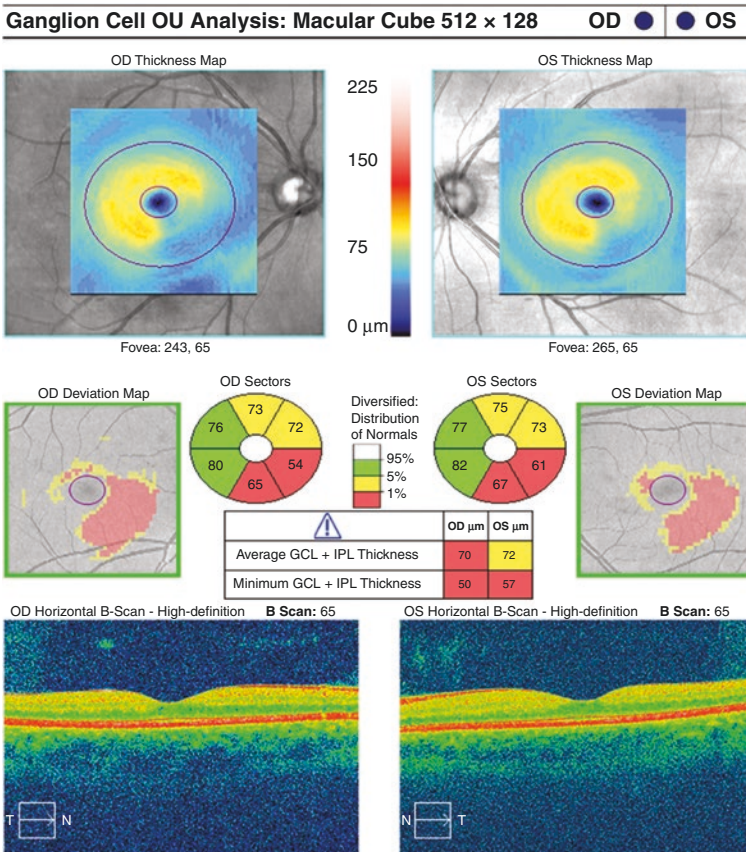 Ganglion Cell OU Analysis: Macular Cube 512 × 128 OD OS
OD Thickness Map
OS Thickness Map
225
150
75
0 μm
Fovea: 243, 65
Fovea: 265, 65
OD Deviation Map
OD Sectors
73
76
72
80
54
65
Diversified:
Distribution
of Normals
95%
5%
1%
OS Sectors
75
77
73
82
61
67
OS Deviation Map
OD μm OS μm
Average GCL + IPL Thickness 70 72
Minimum GCL + IPL Thickness 50 57
OD Horizontal B-Scan - High-definition B Scan: 65
OS Horizontal B-Scan - High-definition B Scan: 65
T N
N T